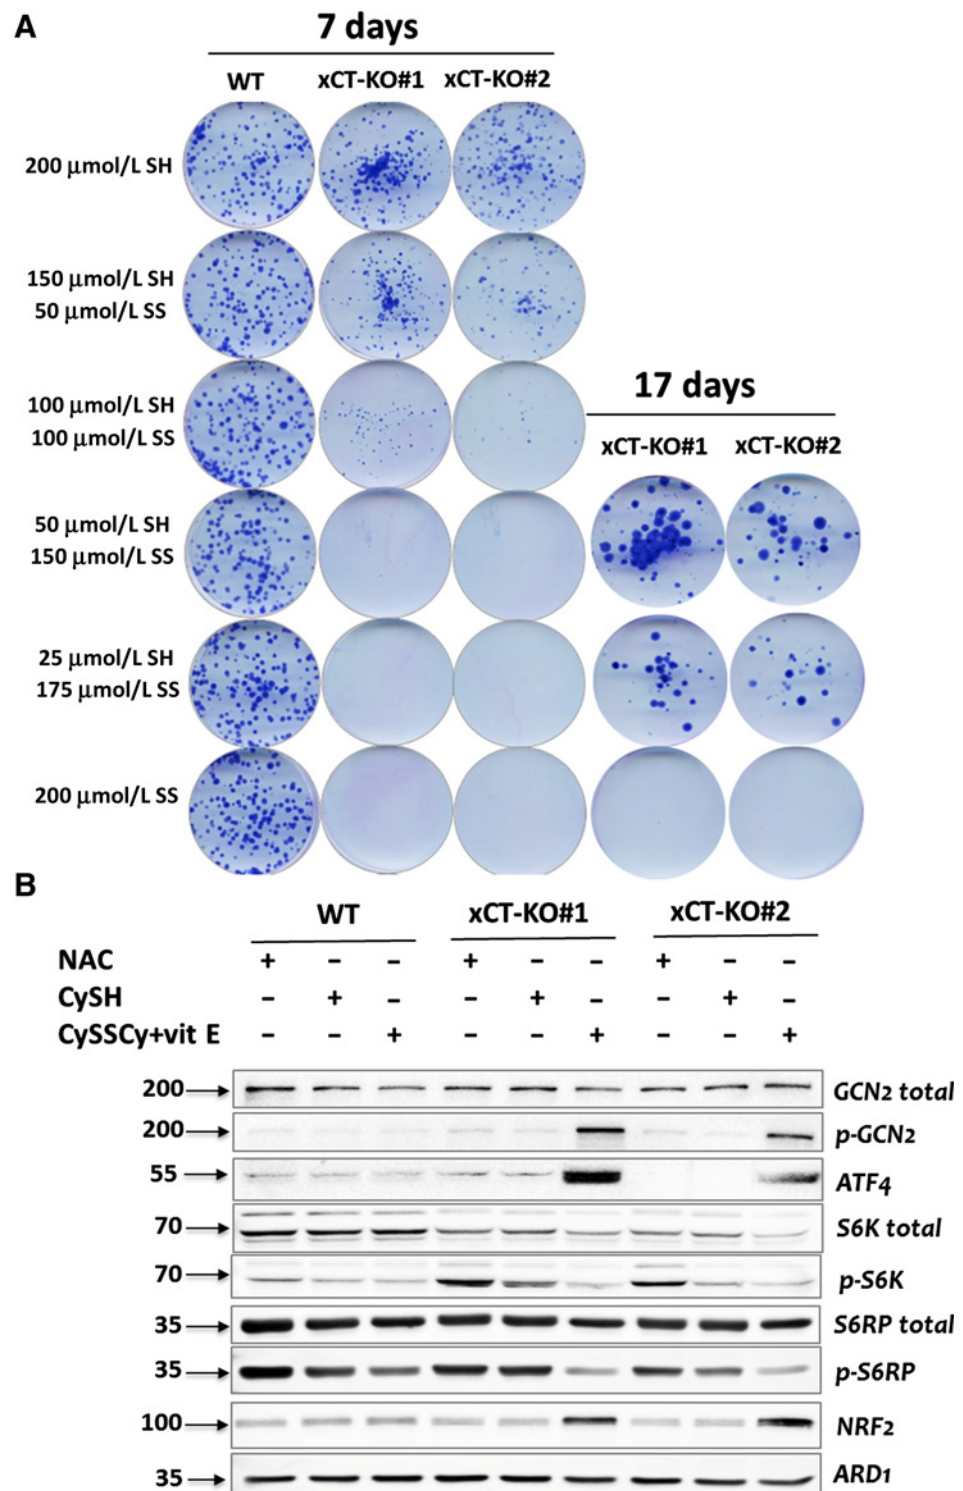 A
7 days
WT xCT-KO#1 xCT-KO#2
200 μmol/L SH
150 μmol/L SH
50 μmol/L SS
100 μmol/L SH
100 μmol/L SS
17 days
xCT-KO#1 xCT-KO#2
50 μmol/L SH
150 μmol/L SS
25 μmol/L SH
175 μmol/L SS
200 μmol/L SS
B
WT xCT-KO#1 xCT-KO#2
NAC + – – + – – + – –
CySH – + – – + – – + –
CySSCy+vit E – – + – – + – – +
200 GCN2 total
200 p-GCN2
55 ATF4
70 S6K total
70 p-S6K
35 S6RP total
35 p-S6RP
100 NRF2
35 ARD1